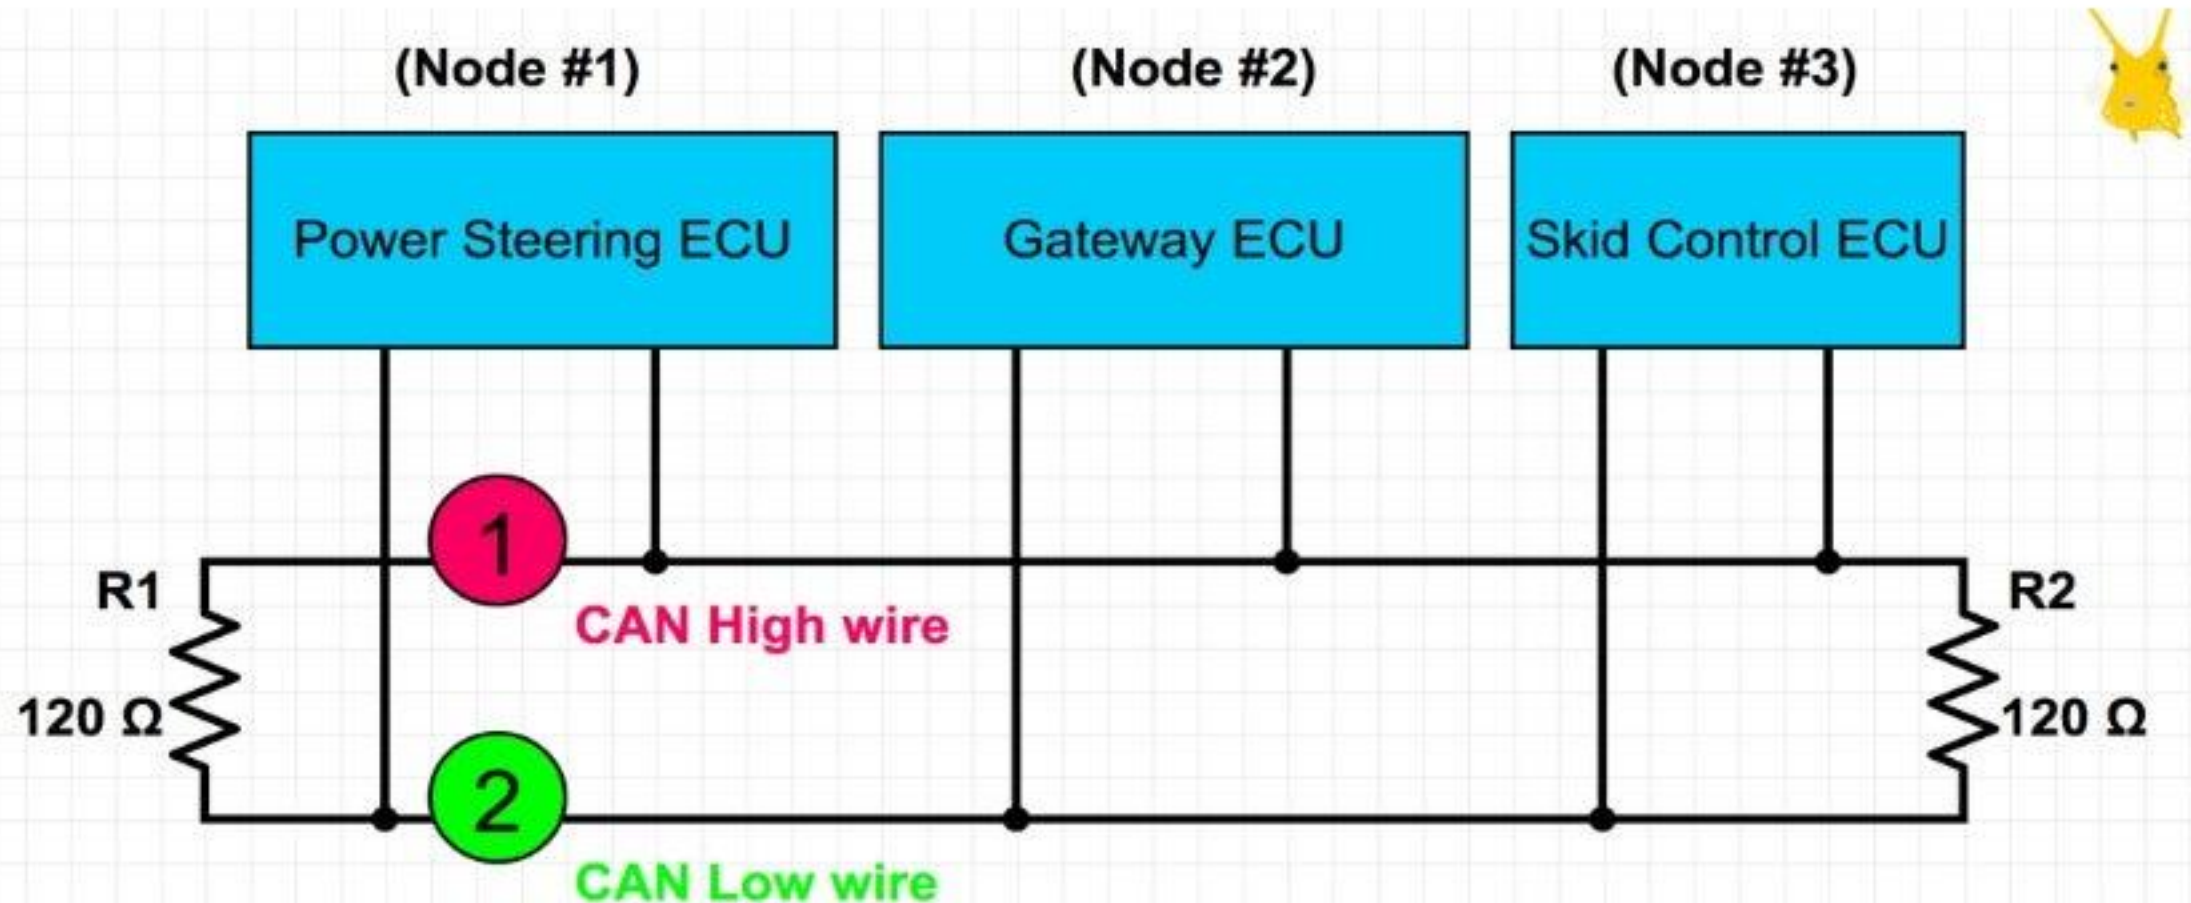 (Node #1)
(Node #2)
(Node #3)
Power Steering ECU
Gateway ECU
Skid Control ECU
1
CAN High wire
R1
120 Ω
R2
120 Ω
2
CAN Low wire